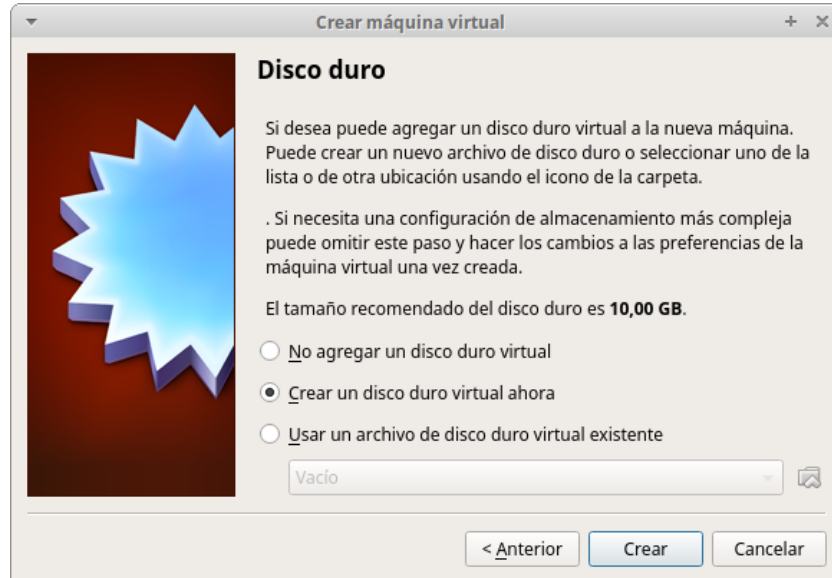 Crear máquina virtual
Disco duro
Si desea puede agregar un disco duro virtual a la nueva máquina.
Puede crear un nuevo archivo de disco duro o seleccionar uno de la
lista o de otra ubicación usando el icono de la carpeta.
. Si necesita una configuración de almacenamiento más compleja
puede omitir este paso y hacer los cambios a las preferencias de la
máquina virtual una vez creada.
El tamaño recomendado del disco duro es 10,00 GB.
No agregar un disco duro virtual
Crear un disco duro virtual ahora
Usar un archivo de disco duro virtual existente
Vacío
< Anterior
Crear
Cancelar